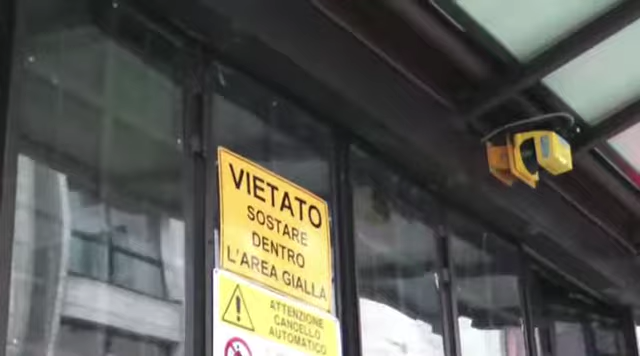 VIETATO
SOSTARE
DENTRO
L'AREA GIALLA
ATTENZIONE
CANCELLO
AUTOMATICO